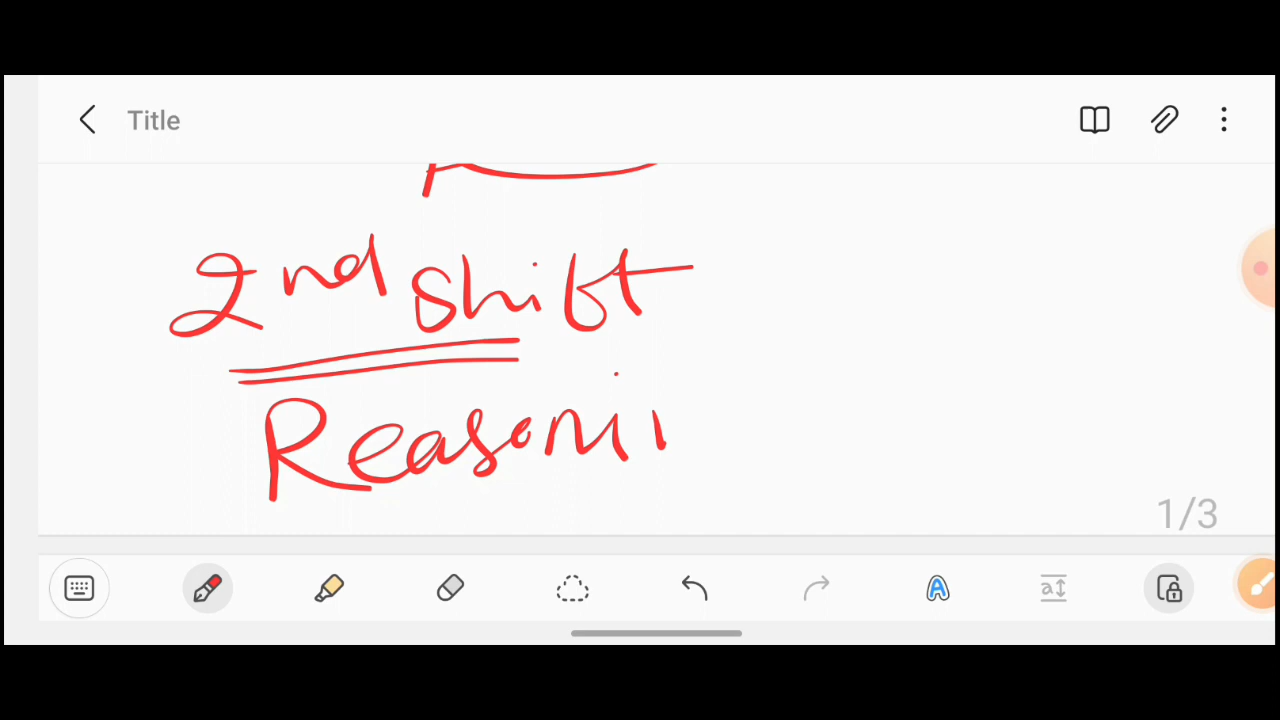 Title
2nd shift
Reasoni
1/3
A
a